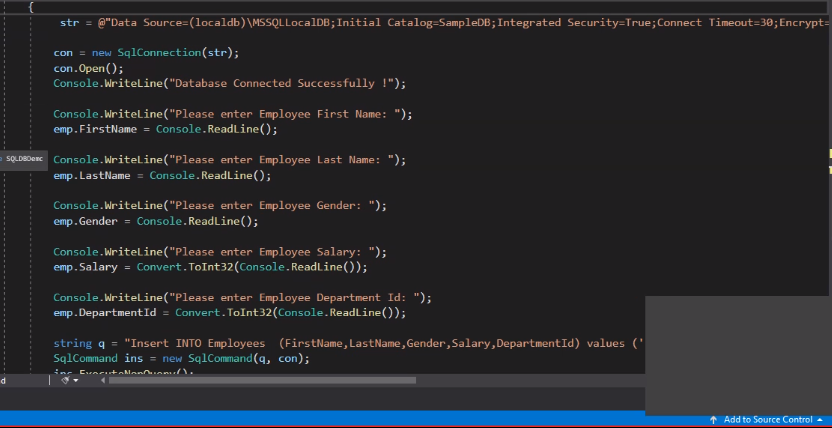 {
str = @"Data Source=(localdb)\MSSQLLocalDB;Initial Catalog=SampleDB;Integrated Security=True;Connect Timeout=30;Encrypt=
con = new SqlConnection(str);
con.Open();
Console.WriteLine("Database Connected Successfully !");
Console.WriteLine("Please enter Employee First Name: ");
emp.FirstName = Console.ReadLine();
SQLDBDemc
Console.WriteLine("Please enter Employee Last Name: ");
emp.LastName = Console.ReadLine();
Console.WriteLine("Please enter Employee Gender: ");
emp.Gender = Console.ReadLine();
Console.WriteLine("Please enter Employee Salary: ");
emp.Salary = Convert.ToInt32(Console.ReadLine());
Console.WriteLine("Please enter Employee Department Id: ");
emp.DepartmentId = Convert.ToInt32(Console.ReadLine());
string q = "Insert INTO Employees  (FirstName,LastName,Gender,Salary,DepartmentId) values ('
SqlCommand ins = new SqlCommand(q, con);
ins.ExecuteNonQuery();
d
Add to Source Control